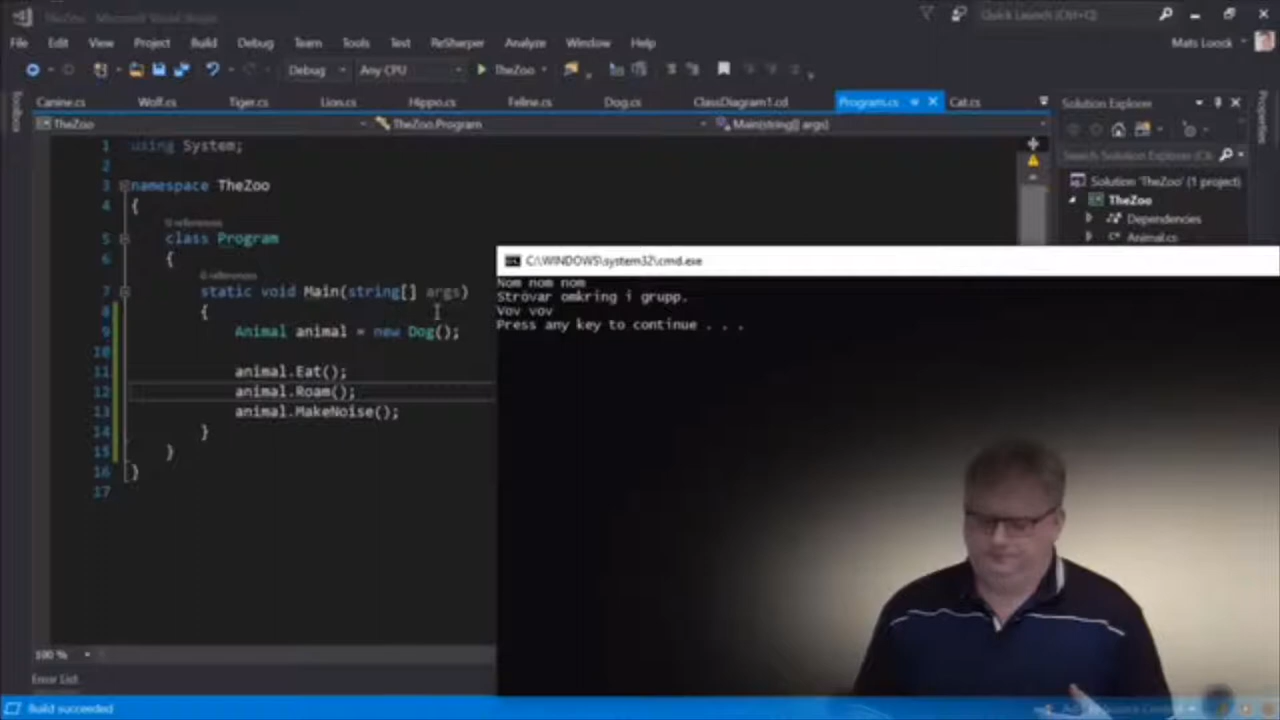 TheZoo - Microsoft Visual Studio
Quick Launch (Ctrl+Q)
File Edit View Project Build Debug Team Tools Test ReSharper Analyze Window Help
Mats Loock
Debug Any CPU TheZoo
Canine.cs Wolf.cs Tiger.cs Lion.cs Hippo.cs Feline.cs Dog.cs ClassDiagram1.cd Program.cs Cat.cs
Solution Explorer
Toolbox
Properties
TheZoo TheZoo.Program Main(string[] args)
Search Solution Explorer
Solution 'TheZoo' (1 project)
TheZoo
Dependencies
Animal.cs
1 using System;
2
3 namespace TheZoo
4 {
0 references
5 class Program
6 {
0 references
7 static void Main(string[] args)
8 {
9 Animal animal = new Dog();
10
11 animal.Eat();
12 animal.Roam();
13 animal.MakeNoise();
14 }
15 }
16 }
17
C:\WINDOWS\system32\cmd.exe
Nom nom nom
Strövar omkring i grupp.
Vov vov
Press any key to continue . . .
100 %
Error List
Build succeeded